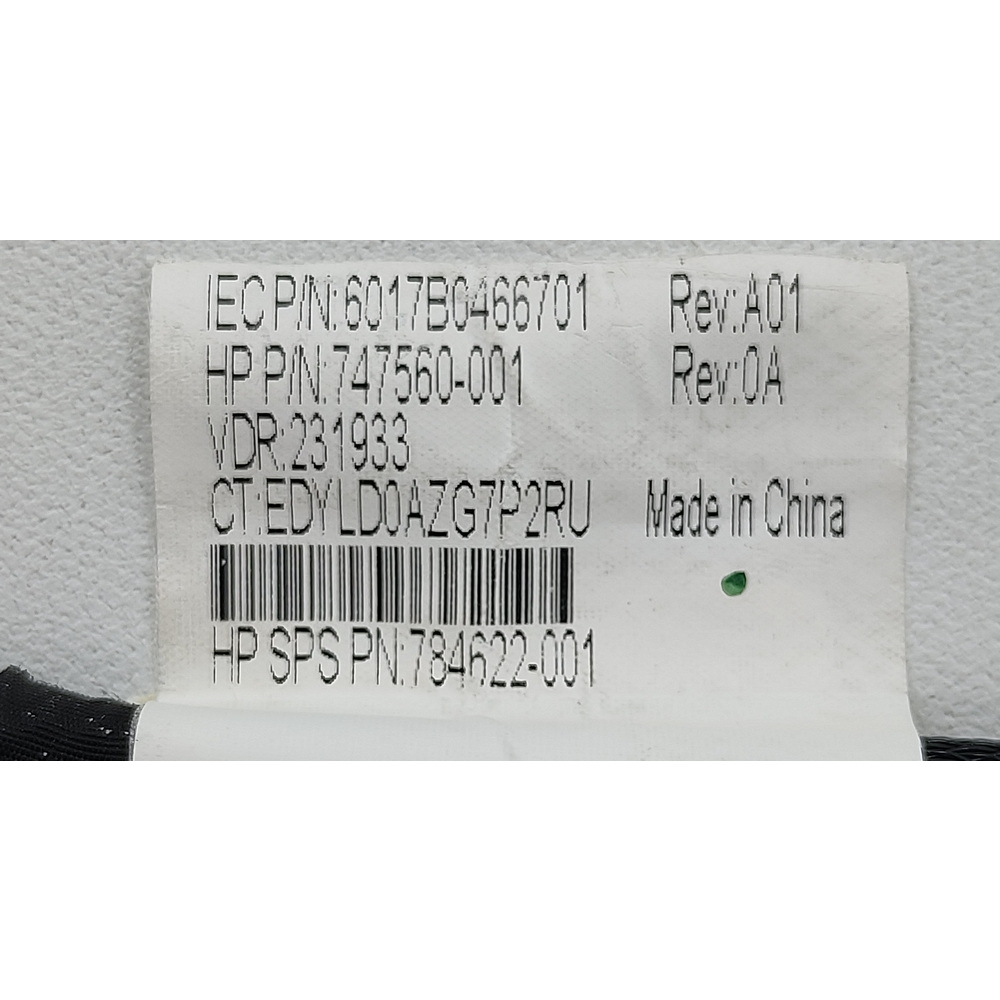 IEC P/N:6017B0466701 Rev:A01
HP P/N:747560-001 Rev:0A
VDR:231933
CT:EDYLD0AZG7P2RU Made in China
HP SPS PN:784622-001